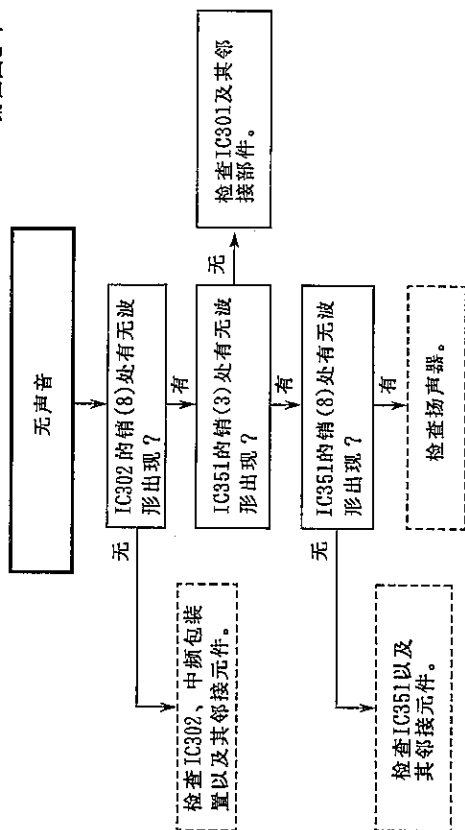 无声音
IC302的销(8)处有无波
形出现？
无
有
检查IC302、中频包装
置以及其邻接元件。
IC351的销(3)处有无波
形出现？
无
有
检查IC301及其邻
接部件。
IC351的销(8)处有无波
形出现？
无
有
检查IC351以及
其邻接元件。
检查扬声器。